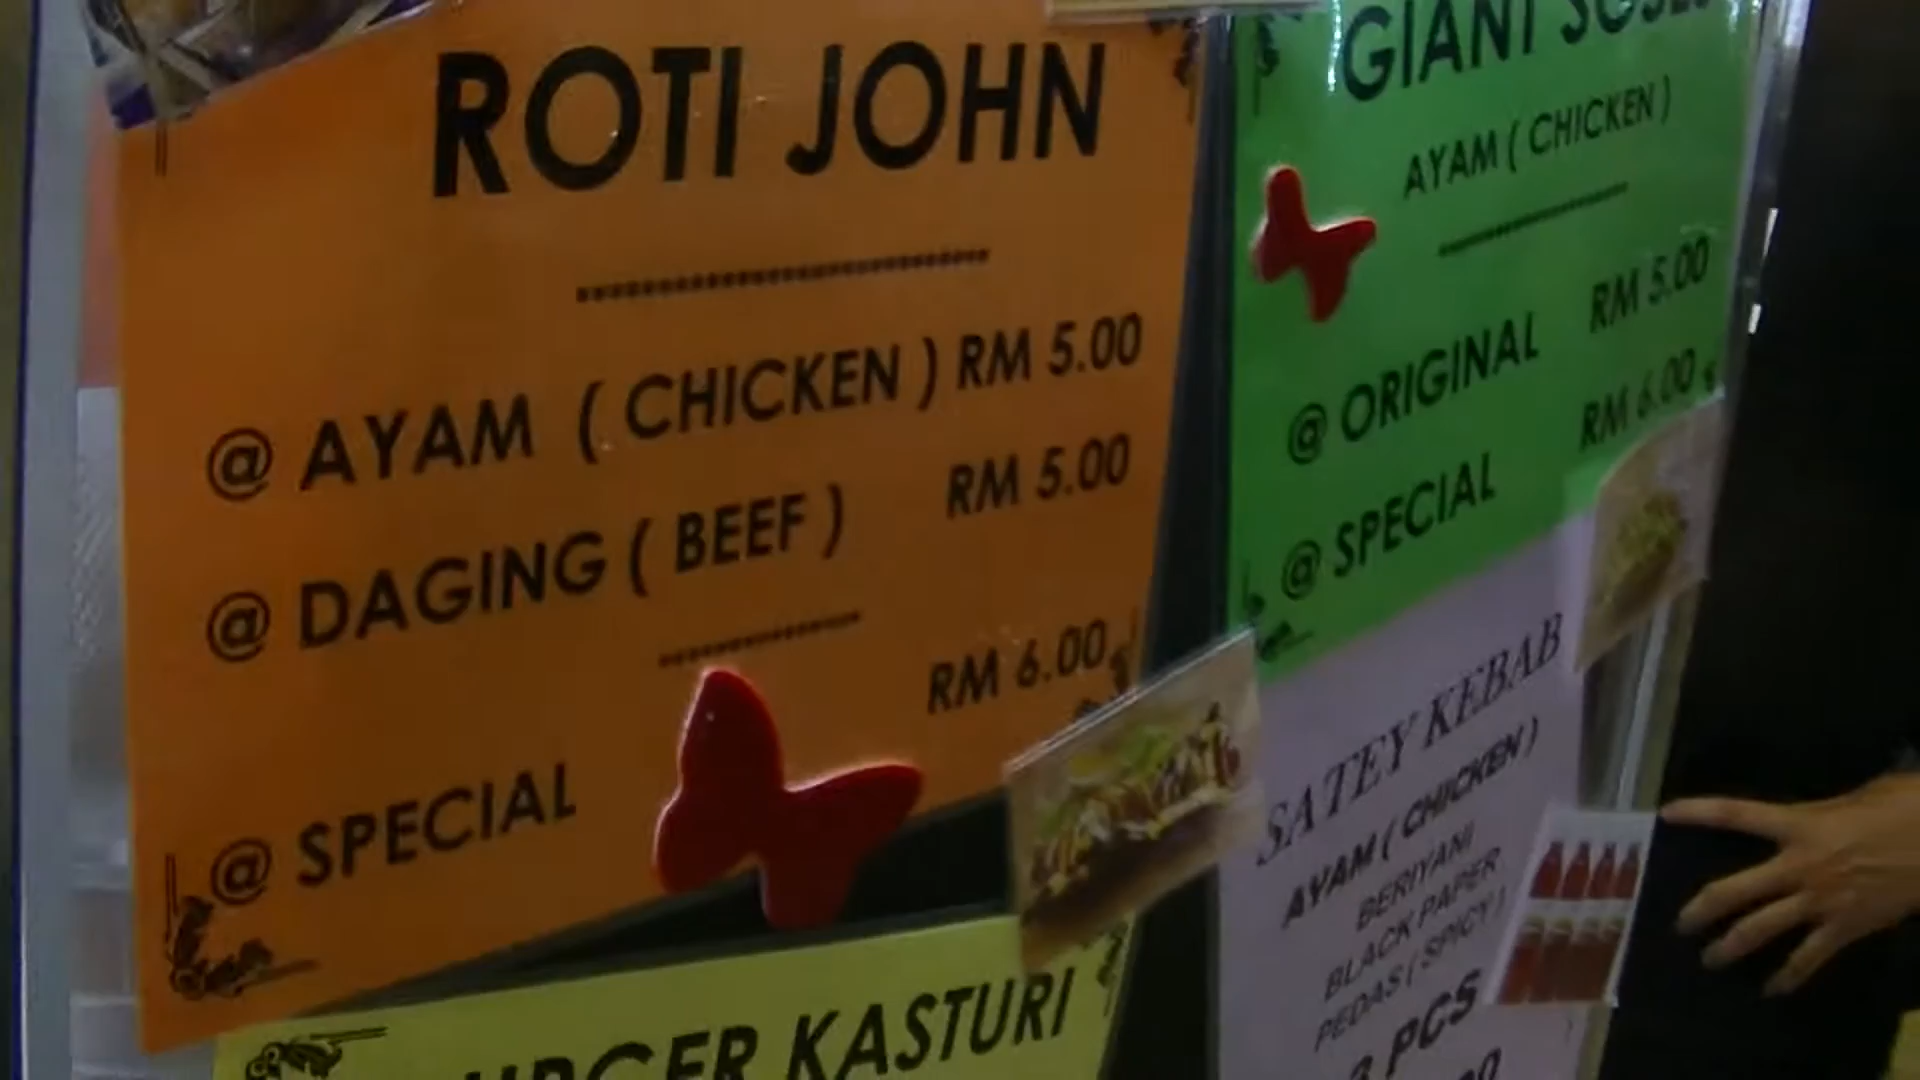 ROTI JOHN
@ AYAM ( CHICKEN ) RM 5.00
@ DAGING ( BEEF ) RM 5.00
RM 6.00
@ SPECIAL
GIANT
AYAM ( CHICKEN )
@ ORIGINAL RM 5.00
@ SPECIAL RM 6.00
SATEY KEBAB
AYAM ( CHICKEN )
BERIYANI
BLACK PAPER
PEDAS ( SPICY )
PCS
KASTURI